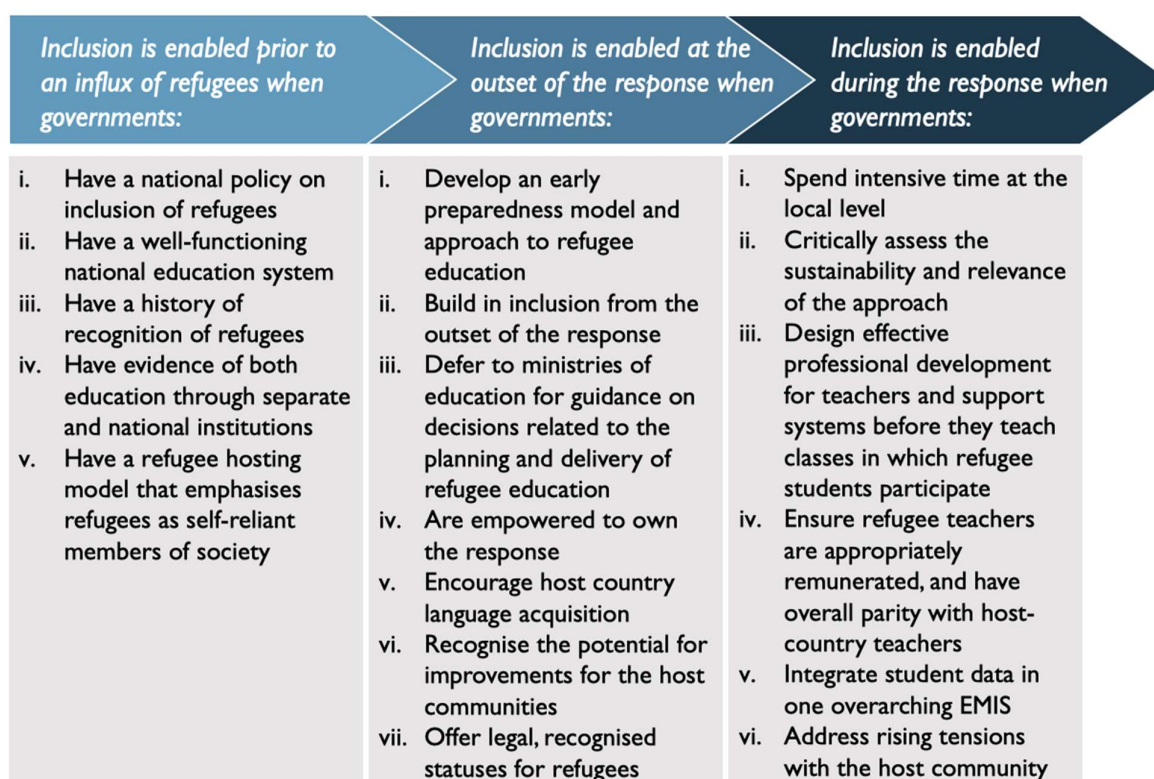 Inclusion is enabled prior to
an influx of refugees when
governments:
Inclusion is enabled at the
outset of the response when
governments:
Inclusion is enabled
during the response when
governments:
i. Have a national policy on
inclusion of refugees
ii. Have a well-functioning
national education system
iii. Have a history of
recognition of refugees
iv. Have evidence of both
education through separate
and national institutions
v. Have a refugee hosting
model that emphasises
refugees as self-reliant
members of society
i. Develop an early
preparedness model and
approach to refugee
education
ii. Build in inclusion from the
outset of the response
iii. Defer to ministries of
education for guidance on
decisions related to the
planning and delivery of
refugee education
iv. Are empowered to own
the response
v. Encourage host country
language acquisition
vi. Recognise the potential for
improvements for the host
communities
vii. Offer legal, recognised
statuses for refugees
i. Spend intensive time at the
local level
ii. Critically assess the
sustainability and relevance
of the approach
iii. Design effective
professional development
for teachers and support
systems before they teach
classes in which refugee
students participate
iv. Ensure refugee teachers
are appropriately
remunerated, and have
overall parity with host-
country teachers
v. Integrate student data in
one overarching EMIS
vi. Address rising tensions
with the host community